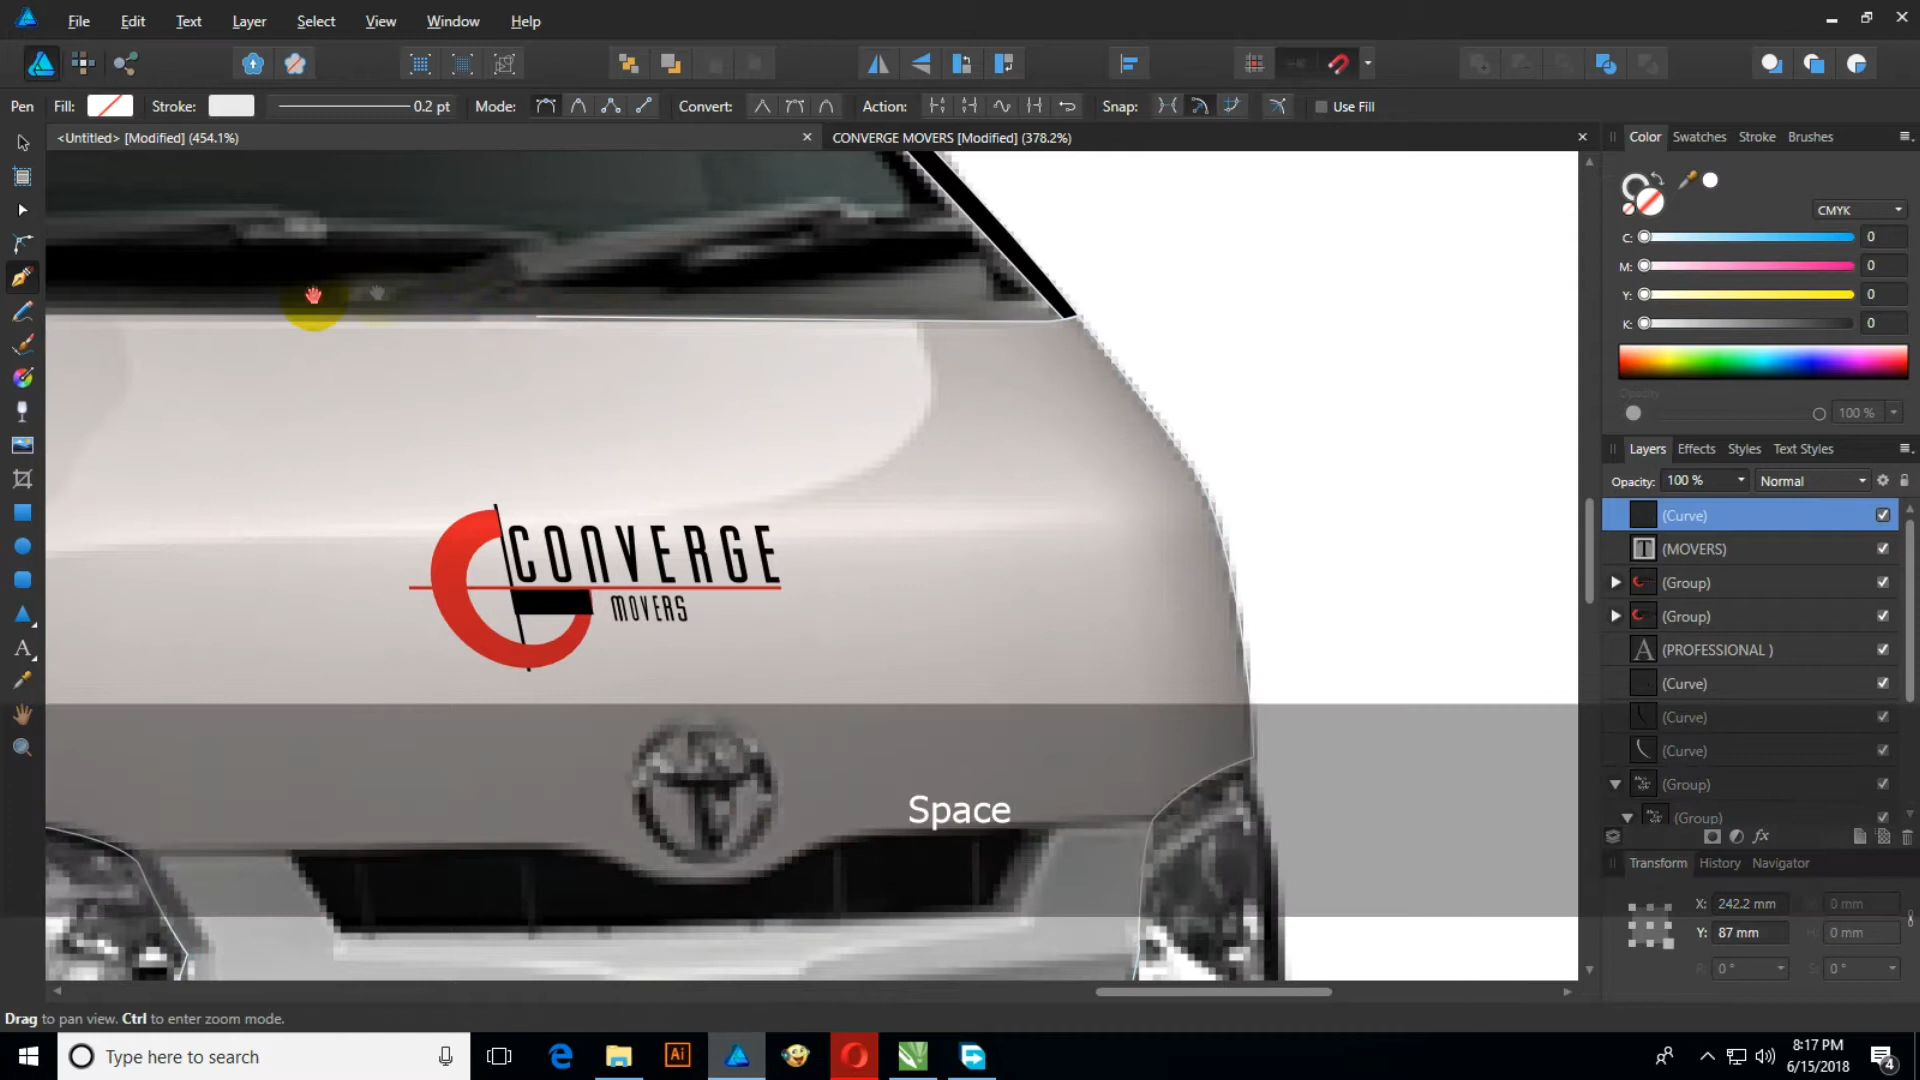 File Edit Text Layer Select View Window Help
Pen Fill: Stroke: 0.2 pt Mode: Convert: Action: Snap: Use Fill
<Untitled> [Modified] (454.1%)
CONVERGE MOVERS [Modified] (378.2%)
Color Swatches Stroke Brushes
CMYK
C: 0
M: 0
Y: 0
K: 0
Opacity
100 %
Layers Effects Styles Text Styles
Opacity: 100 % Normal
(Curve)
(MOVERS)
(Group)
(Group)
(PROFESSIONAL )
(Curve)
(Curve)
(Curve)
(Group)
(Group)
CONVERGE
MOVERS
Space
Transform History Navigator
X: 242.2 mm W: 0 mm
Y: 87 mm H: 0 mm
R: 0 ° S: 0 °
Drag to pan view. Ctrl to enter zoom mode.
Type here to search
Ai
8:17 PM
6/15/2018
4